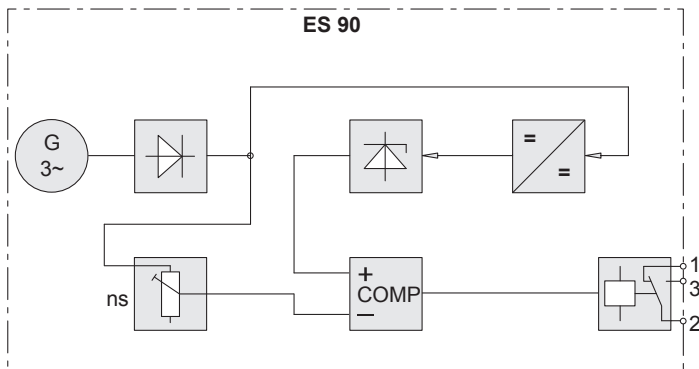 ES 90
G
3~
=
=
ns
+
COMP
−
1
3
2